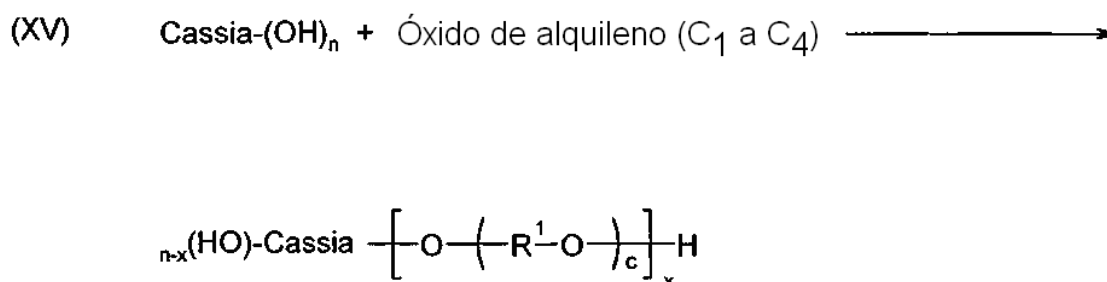 (XV) Cassia-(OH)n + Óxido de alquileno (C1 a C4)
n-x(HO)-Cassia [O(R1-O)c]x H